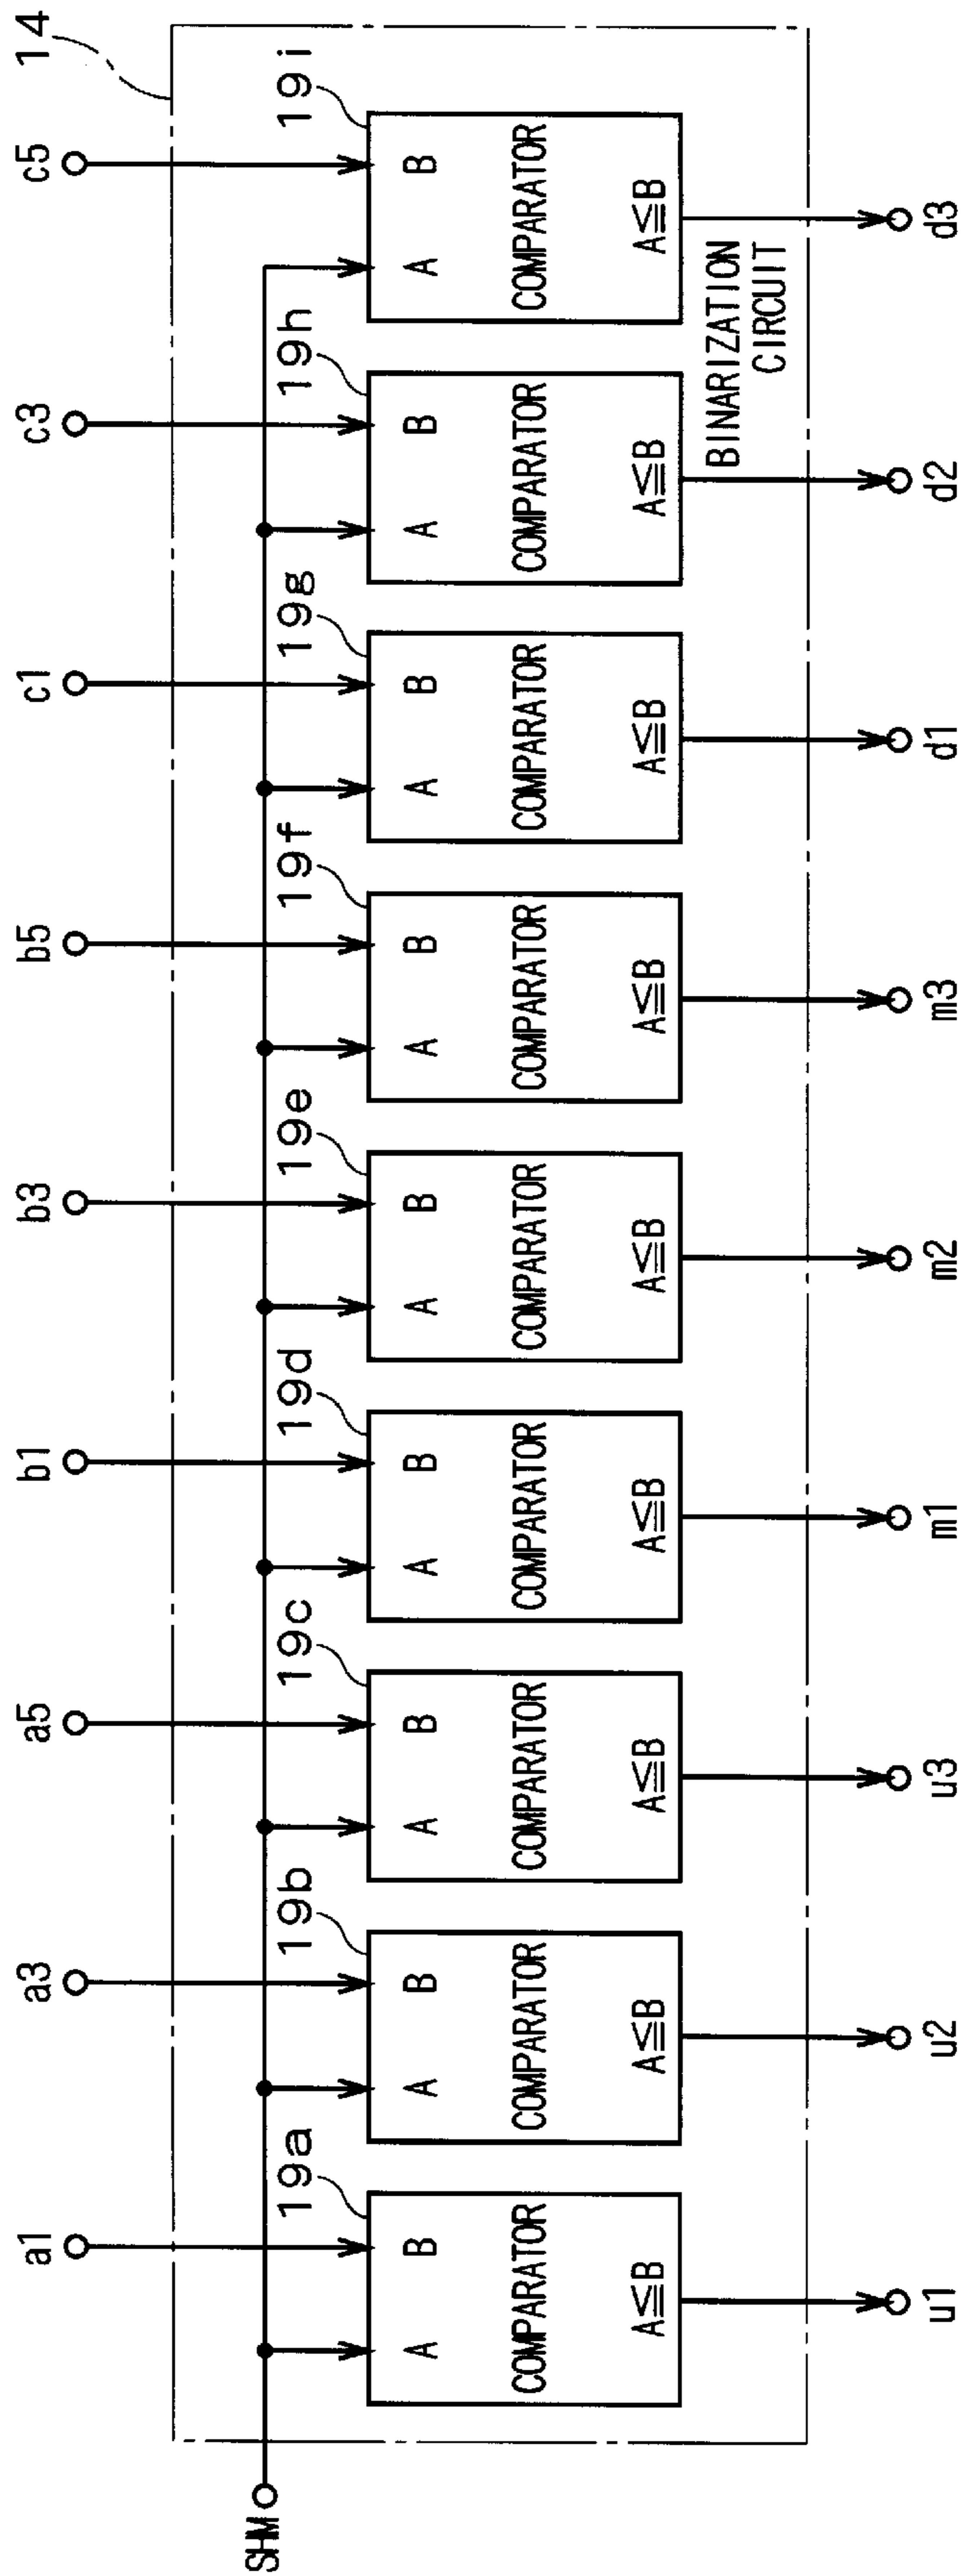 14
a1 a3 a5 b1 b3 b5 c1 c3 c5
SHM
19a 19b 19c 19d 19e 19f 19g 19h 19i
A B A B A B A B A B A B A B A B A B
COMPARATOR COMPARATOR COMPARATOR COMPARATOR COMPARATOR COMPARATOR COMPARATOR COMPARATOR COMPARATOR
A≦B A≦B A≦B A≦B A≦B A≦B A≦B A≦B A≦B
BINARIZATION
CIRCUIT
u1 u2 u3 m1 m2 m3 d1 d2 d3